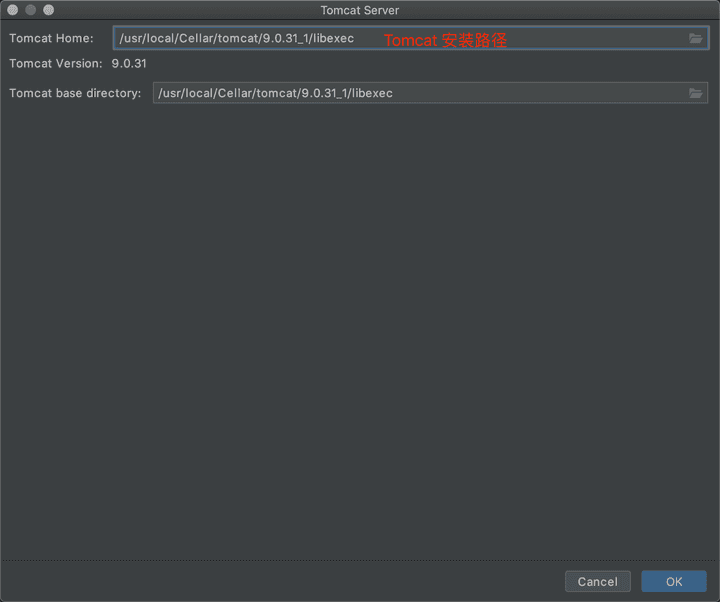 Tomcat Server
Tomcat Home: /usr/local/Cellar/tomcat/9.0.31_1/libexec Tomcat 安装路径
Tomcat Version: 9.0.31
Tomcat base directory: /usr/local/Cellar/tomcat/9.0.31_1/libexec
Cancel OK